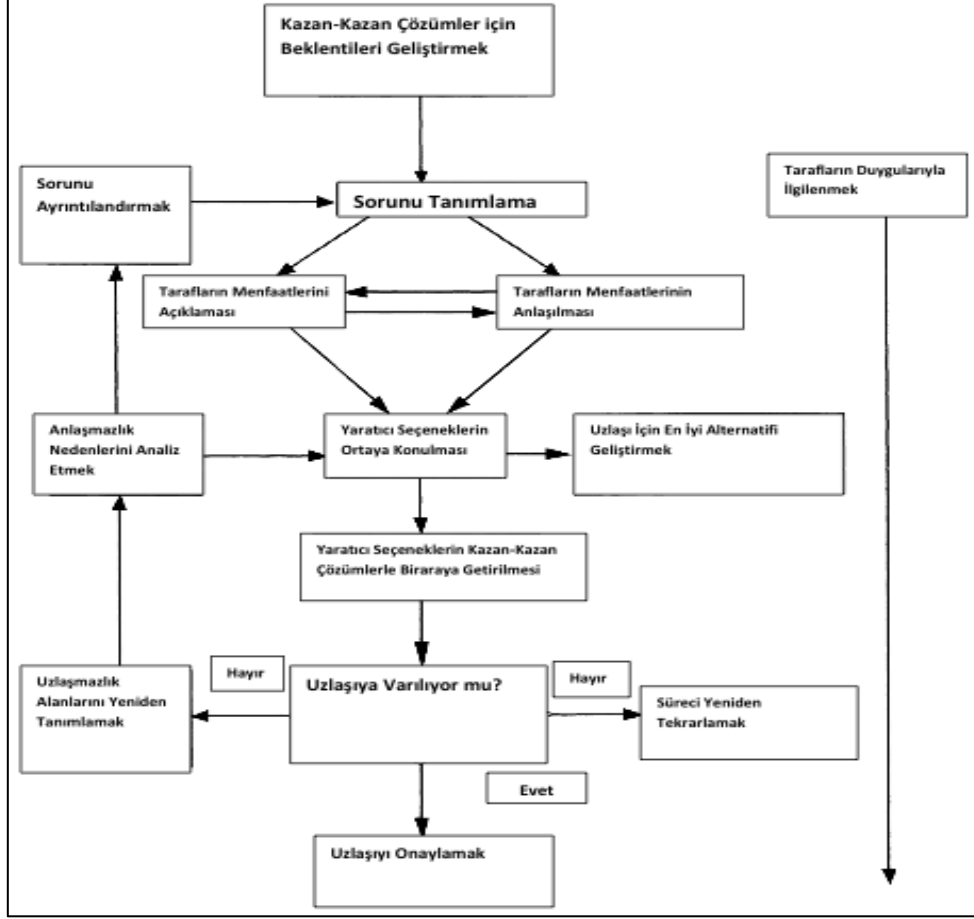 Kazan-Kazan Çözümler için
Beklentileri Geliştirmek
Sorunu
Ayrıntılandırmak
Sorunu Tanımlama
Tarafların Duygularıyla
İlgilenmek
Tarafların Menfaatlerini
Açıklaması
Tarafların Menfaatlerinin
Anlaşılması
Anlaşmazlık
Nedenlerini Analiz
Etmek
Yaratıcı Seçeneklerin
Ortaya Konulması
Uzlaşı İçin En İyi Alternatifi
Geliştirmek
Yaratıcı Seçeneklerin Kazan-Kazan
Çözümlerle Biraraya Getirilmesi
Uzlaşmazlık
Alanlarını Yeniden
Tanımlamak
Hayır
Uzlaşıya Varılıyor mu?
Hayır
Süreci Yeniden
Tekrarlamak
Evet
Uzlaşıyı Onaylamak